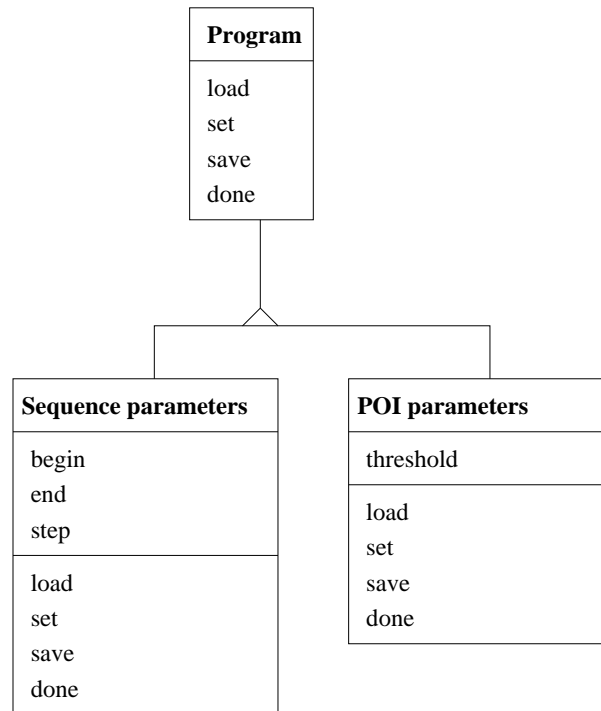 Program
load
set
save
done
Sequence parameters
begin
end
step
load
set
save
done
POI parameters
threshold
load
set
save
done